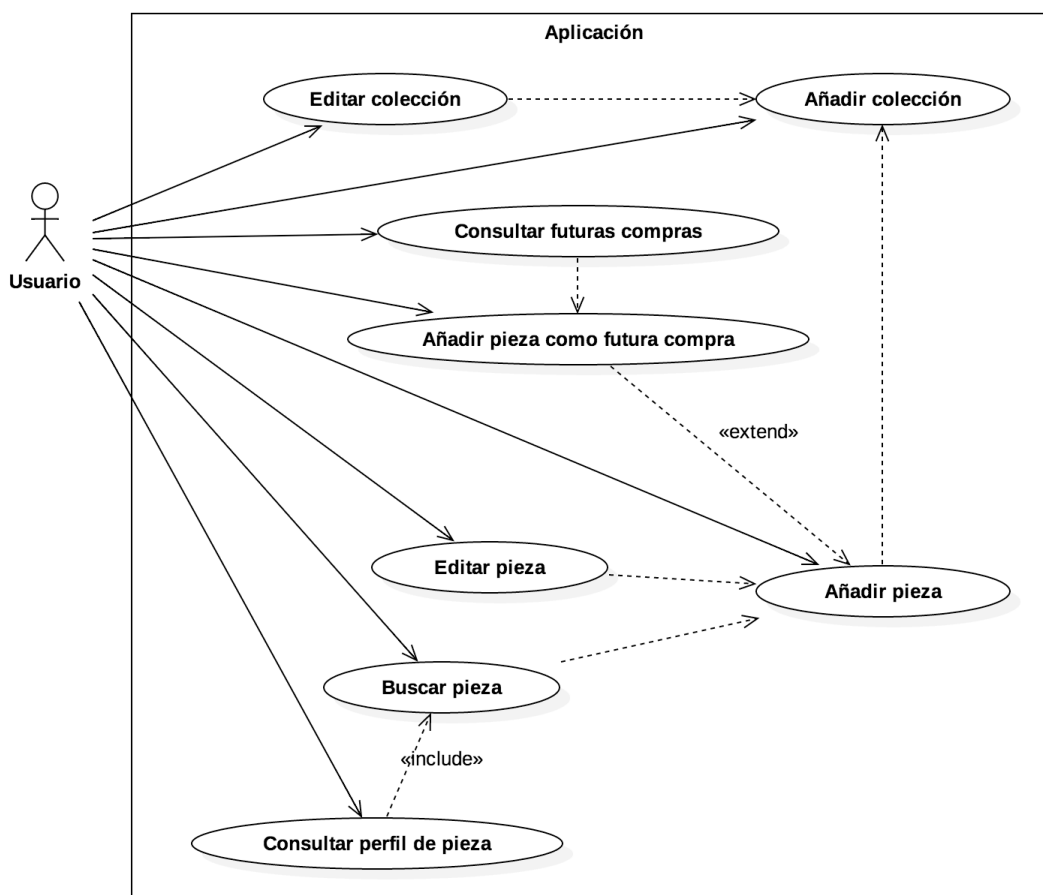 Aplicación
Editar colección
Añadir colección
Consultar futuras compras
Usuario
Añadir pieza como futura compra
«extend»
Editar pieza
Añadir pieza
Buscar pieza
«include»
Consultar perfil de pieza